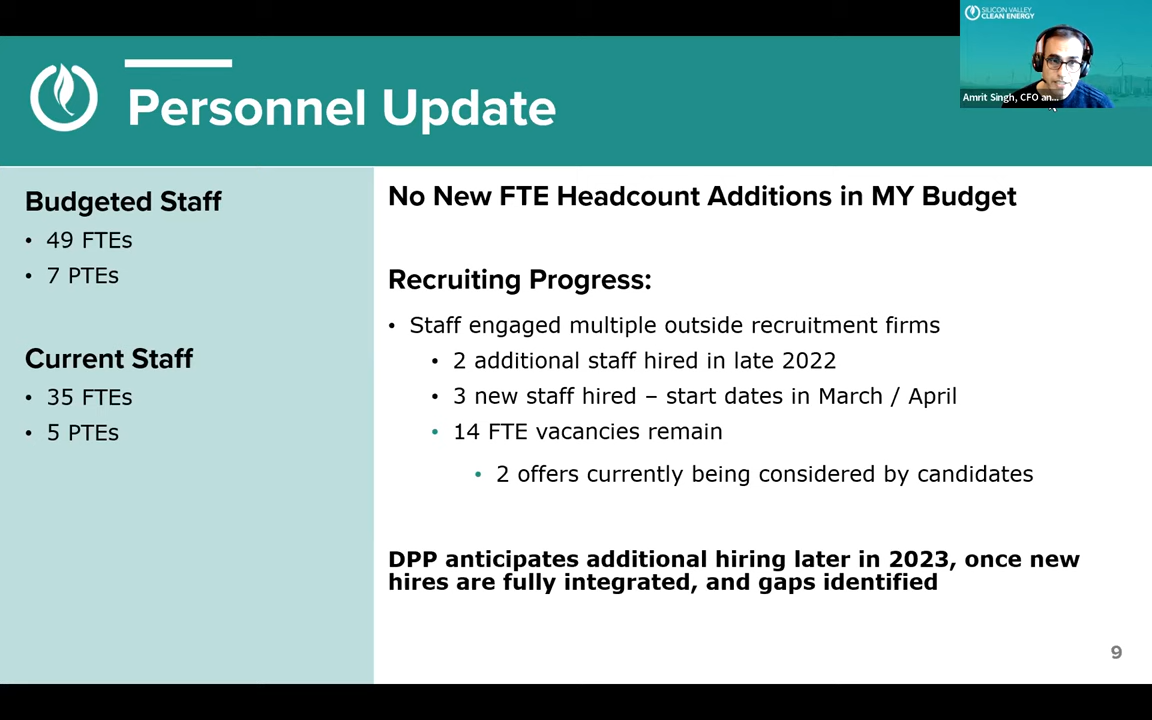 SILICON VALLEY
CLEAN ENERGY
Amrit Singh, CFO an...
Personnel Update
Budgeted Staff
• 49 FTEs
• 7 PTEs
Current Staff
• 35 FTEs
• 5 PTEs
No New FTE Headcount Additions in MY Budget
Recruiting Progress:
• Staff engaged multiple outside recruitment firms
• 2 additional staff hired in late 2022
• 3 new staff hired – start dates in March / April
• 14 FTE vacancies remain
• 2 offers currently being considered by candidates
DPP anticipates additional hiring later in 2023, once new
hires are fully integrated, and gaps identified
9